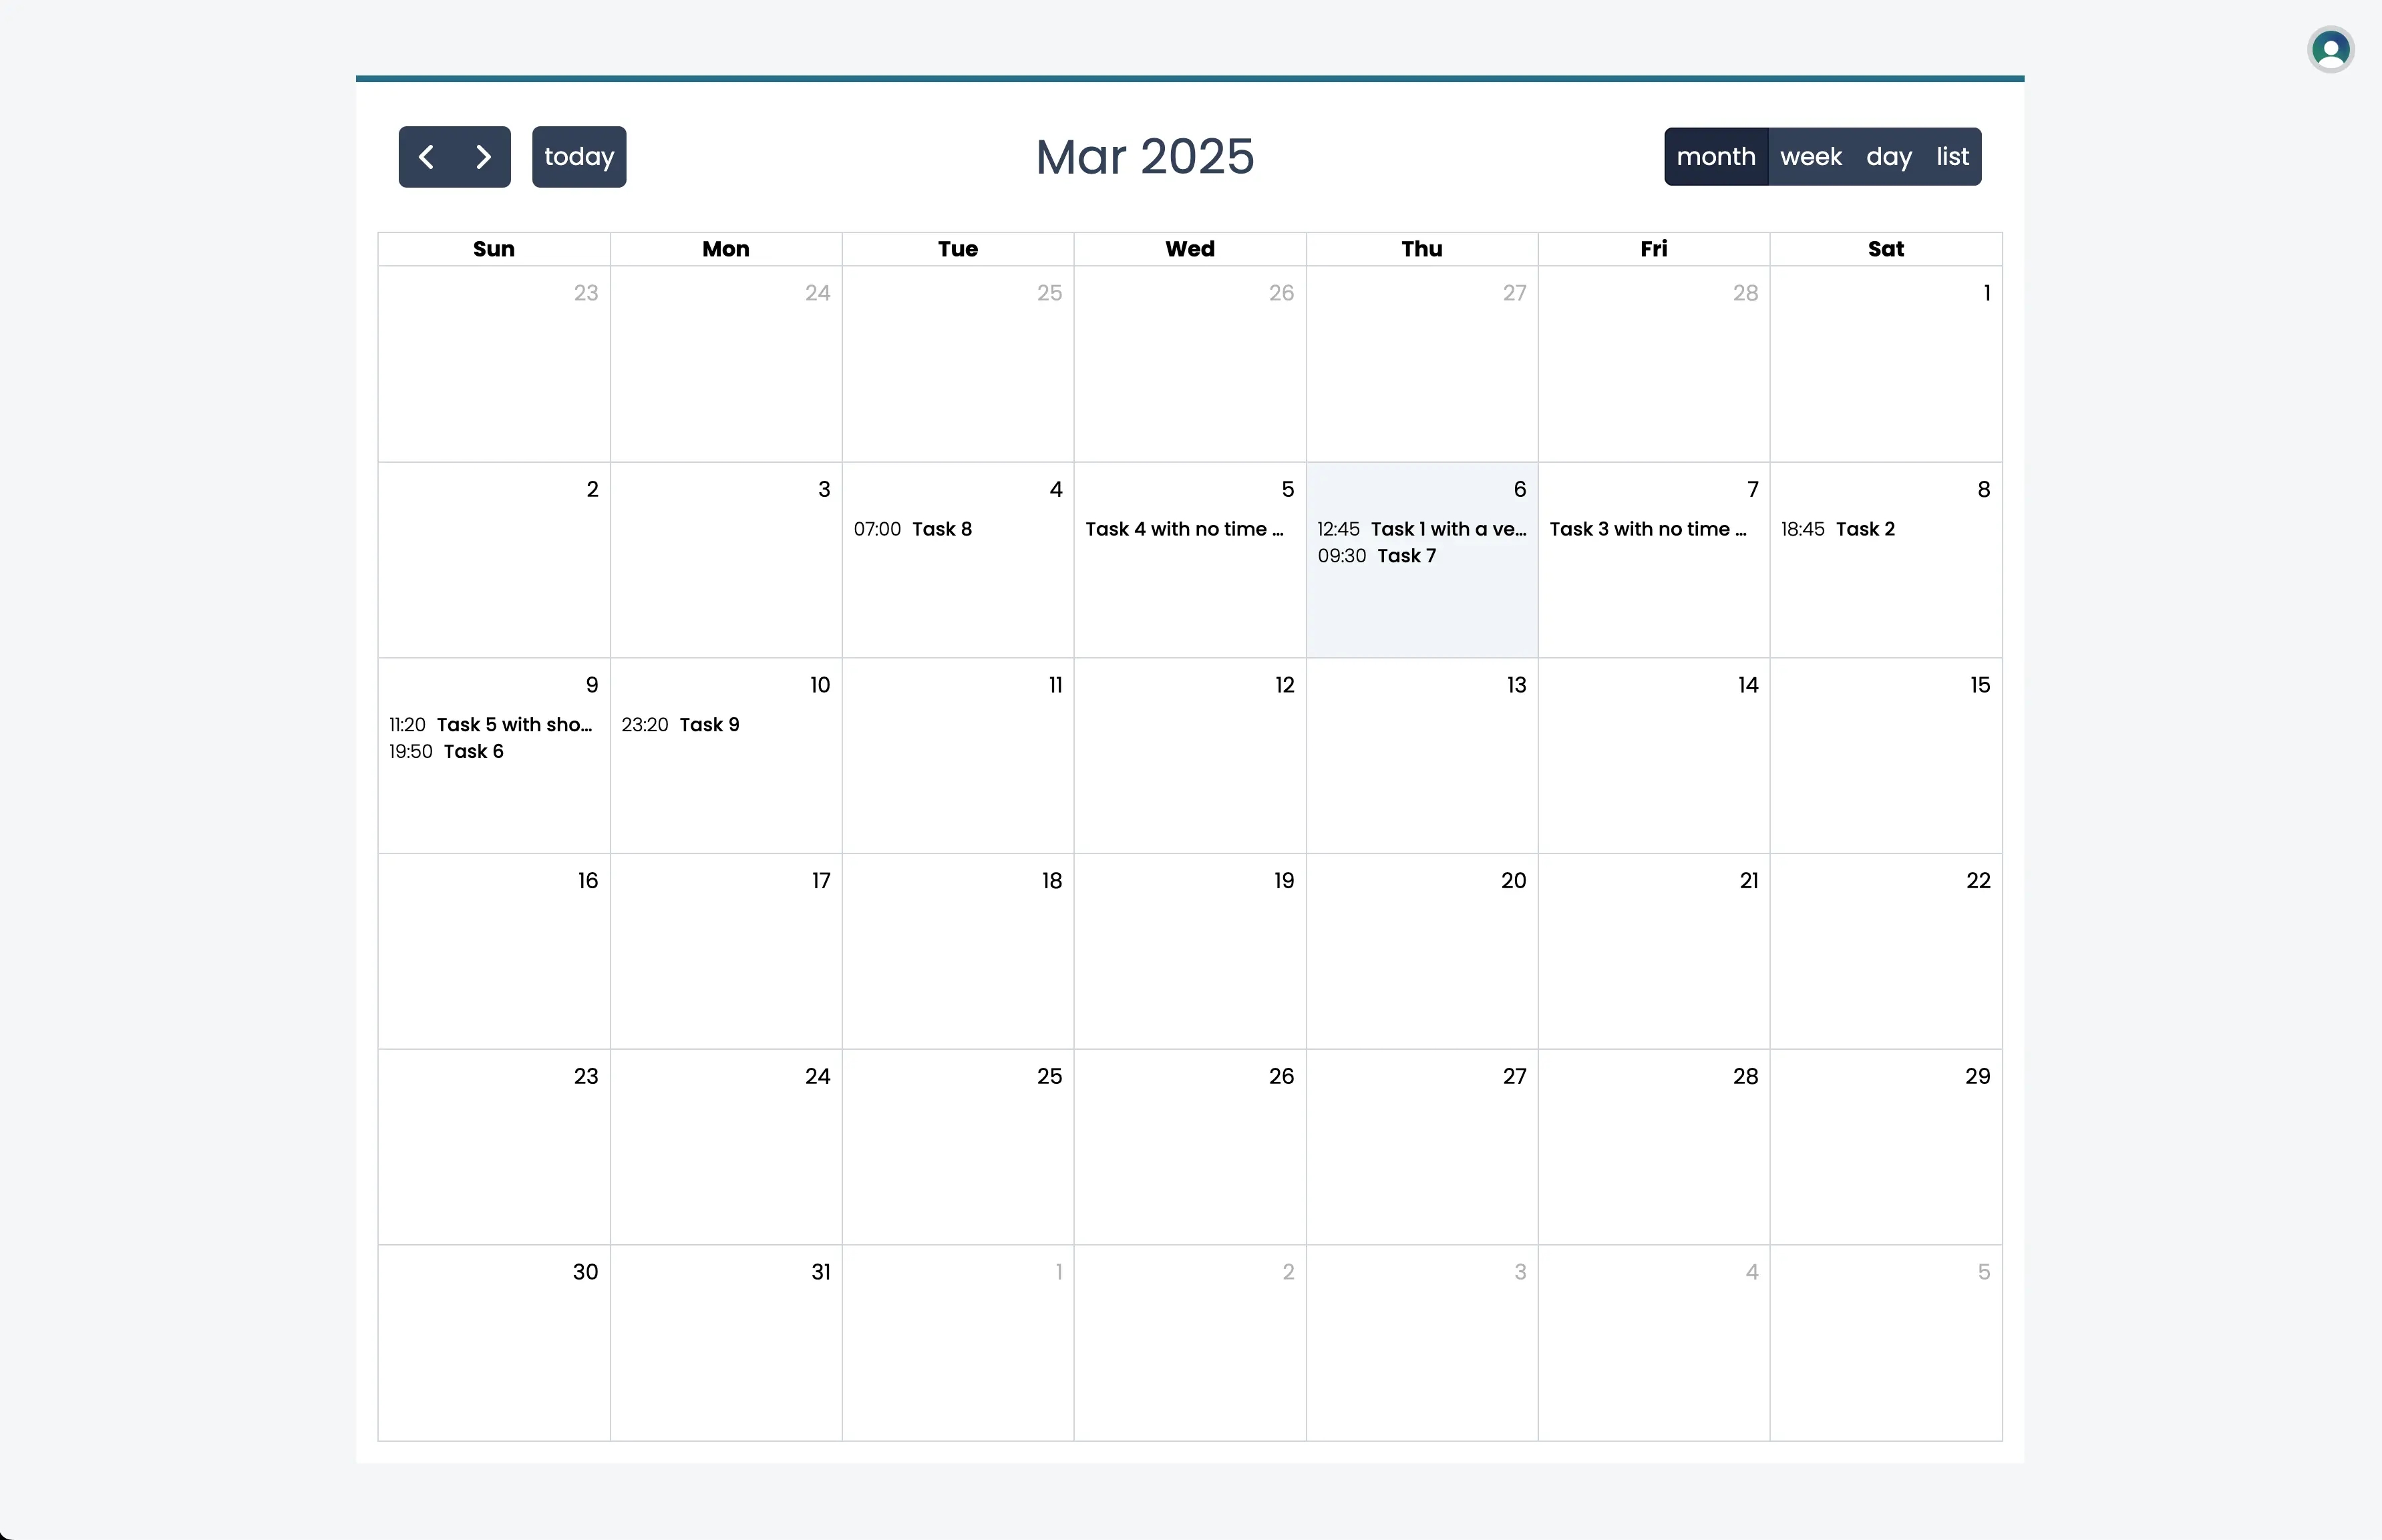 today
Mar 2025
month week day list
Sun Mon Tue Wed Thu Fri Sat
23 24 25 26 27 28 1
2 3 4 5 6 7 8
07:00 Task 8
Task 4 with no time ...
12:45 Task 1 with a ve...
09:30 Task 7
Task 3 with no time ...
18:45 Task 2
9 10 11 12 13 14 15
11:20 Task 5 with sho...
19:50 Task 6
23:20 Task 9
16 17 18 19 20 21 22
23 24 25 26 27 28 29
30 31 1 2 3 4 5